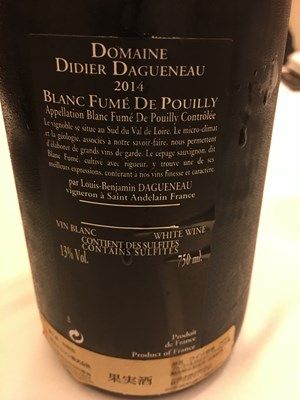 DOMAINE
DIDIER DAGUENEAU
2014
BLANC FUMÉ DE POUILLY
Appellation Blanc Fumé De Pouilly Contrôlée
Le vignoble se situe au Sud du Val de Loire. Le micro-climat
et la géologie, associés à notre savoir-faire, nous permettent
d'élaborer de grands vins de garde. Le cepage sauvignon, dit
Blanc Fumé, cultivé avec rigueur, y trouve une de ses
meilleurs expressions, conférant à nos vins finesse et caractère
par Louis-Benjamin DAGUENEAU
vigneron à Saint Andelain France
VIN BLANC WHITE WINE
CONTIENT DES SULFITES
13% Vol. CONTAINS SULFITES 750 ml
Produit
de France
Product of France
果実酒